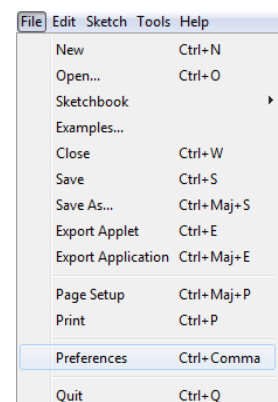 File Edit Sketch Tools Help
New Ctrl+N
Open... Ctrl+O
Sketchbook
Examples...
Close Ctrl+W
Save Ctrl+S
Save As... Ctrl+Maj+S
Export Applet Ctrl+E
Export Application Ctrl+Maj+E
Page Setup Ctrl+Maj+P
Print Ctrl+P
Preferences Ctrl+Comma
Quit Ctrl+Q